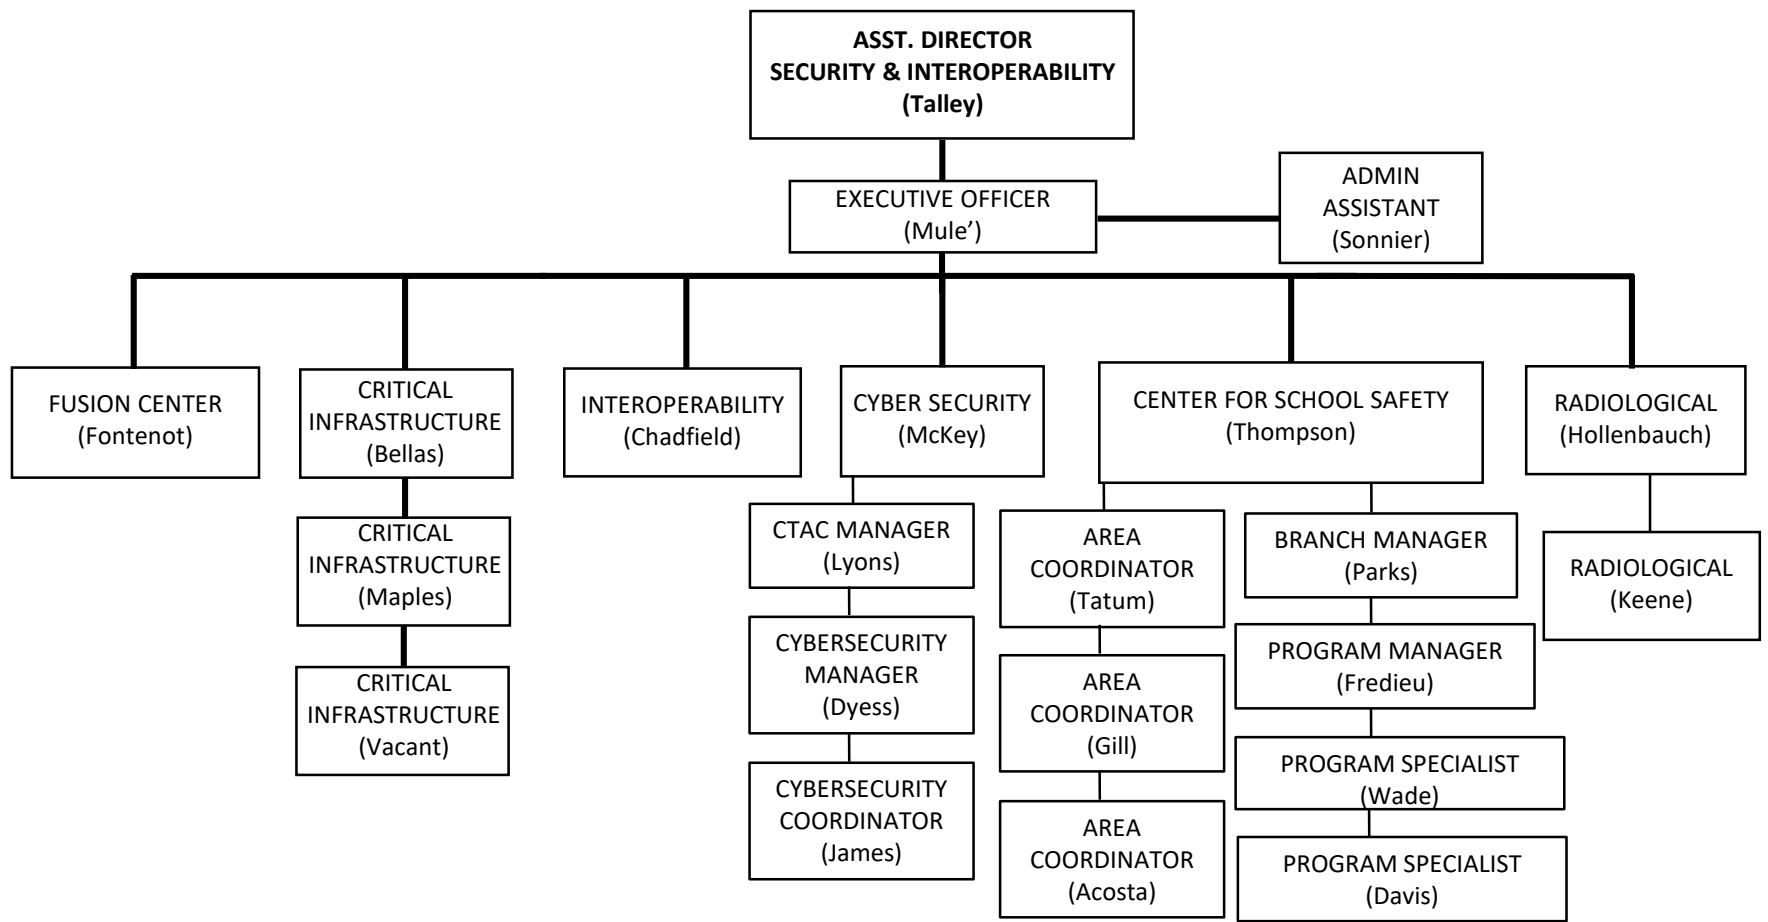 ASST. DIRECTOR
SECURITY & INTEROPERABILITY
(Talley)
EXECUTIVE OFFICER
(Mule’)
ADMIN
ASSISTANT
(Sonnier)
FUSION CENTER
(Fontenot)
CRITICAL
INFRASTRUCTURE
(Bellas)
INTEROPERABILITY
(Chadfield)
CYBER SECURITY
(McKey)
CENTER FOR SCHOOL SAFETY
(Thompson)
RADIOLOGICAL
(Hollenbauch)
CRITICAL
INFRASTRUCTURE
(Maples)
CRITICAL
INFRASTRUCTURE
(Vacant)
CTAC MANAGER
(Lyons)
CYBERSECURITY
MANAGER
(Dyess)
CYBERSECURITY
COORDINATOR
(James)
AREA
COORDINATOR
(Tatum)
AREA
COORDINATOR
(Gill)
AREA
COORDINATOR
(Acosta)
BRANCH MANAGER
(Parks)
PROGRAM MANAGER
(Fredieu)
PROGRAM SPECIALIST
(Wade)
PROGRAM SPECIALIST
(Davis)
RADIOLOGICAL
(Keene)